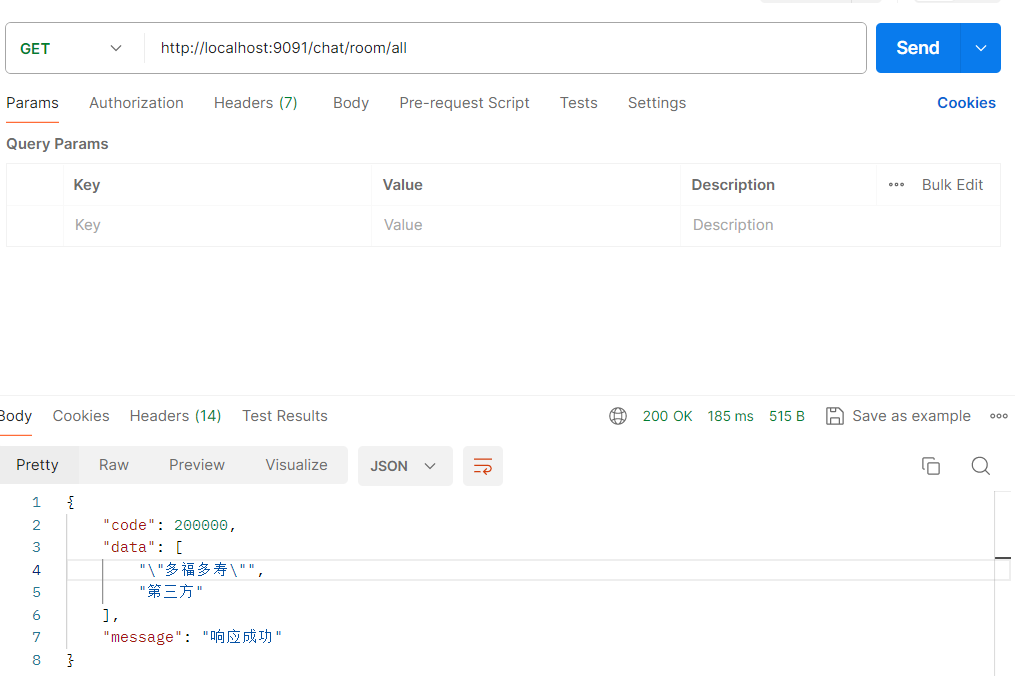 GET http://localhost:9091/chat/room/all Send
Params Authorization Headers (7) Body Pre-request Script Tests Settings Cookies
Query Params
Key Value Description Bulk Edit
Key Value Description
Body Cookies Headers (14) Test Results 200 OK 185 ms 515 B Save as example
Pretty Raw Preview Visualize JSON
1 {
2 "code": 200000,
3 "data": [
4 "\"多福多寿\"",
5 "第三方"
6 ],
7 "message": "响应成功"
8 }